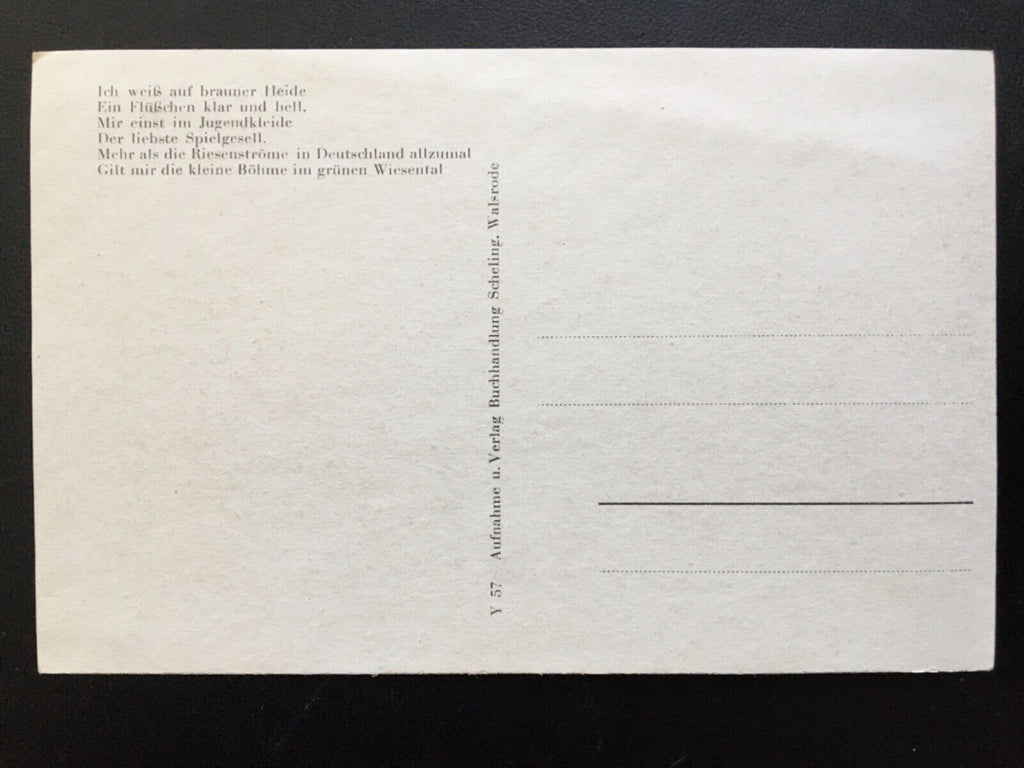 Ich weiß auf brauner Heide
Ein Flüßchen klar und hell,
Mir einst im Jugendkleide
Der liebste Spielgesell.
Mehr als die Riesenströme in Deutschland allzumal
Gilt mir die kleine Böhme im grünen Wiesental
Y 57 Aufnahme u. Verlag Buchhandlung Scheling, Walsrode